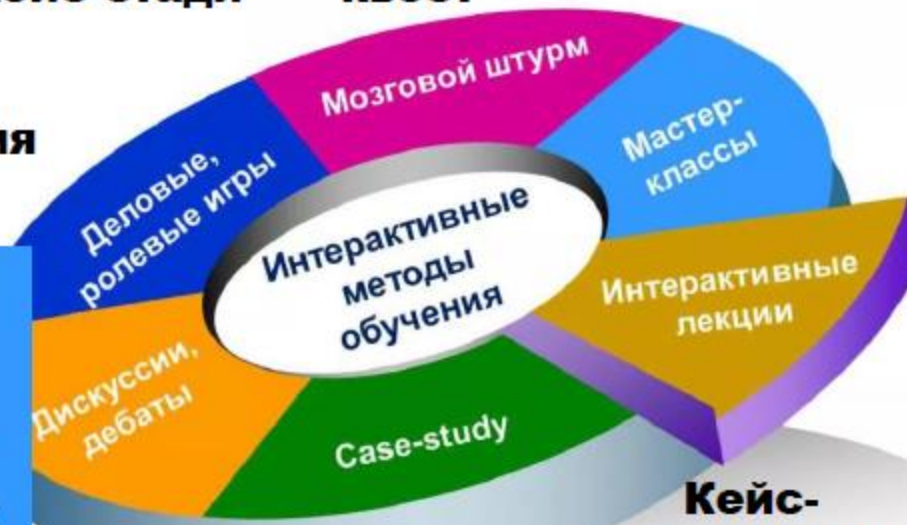 Мозговой штурм
Мастер-
классы
Деловые,
ролевые игры
Интерактивные
методы
обучения
Интерактивные
лекции
Дискуссии,
дебаты
Case-study
Кейс-